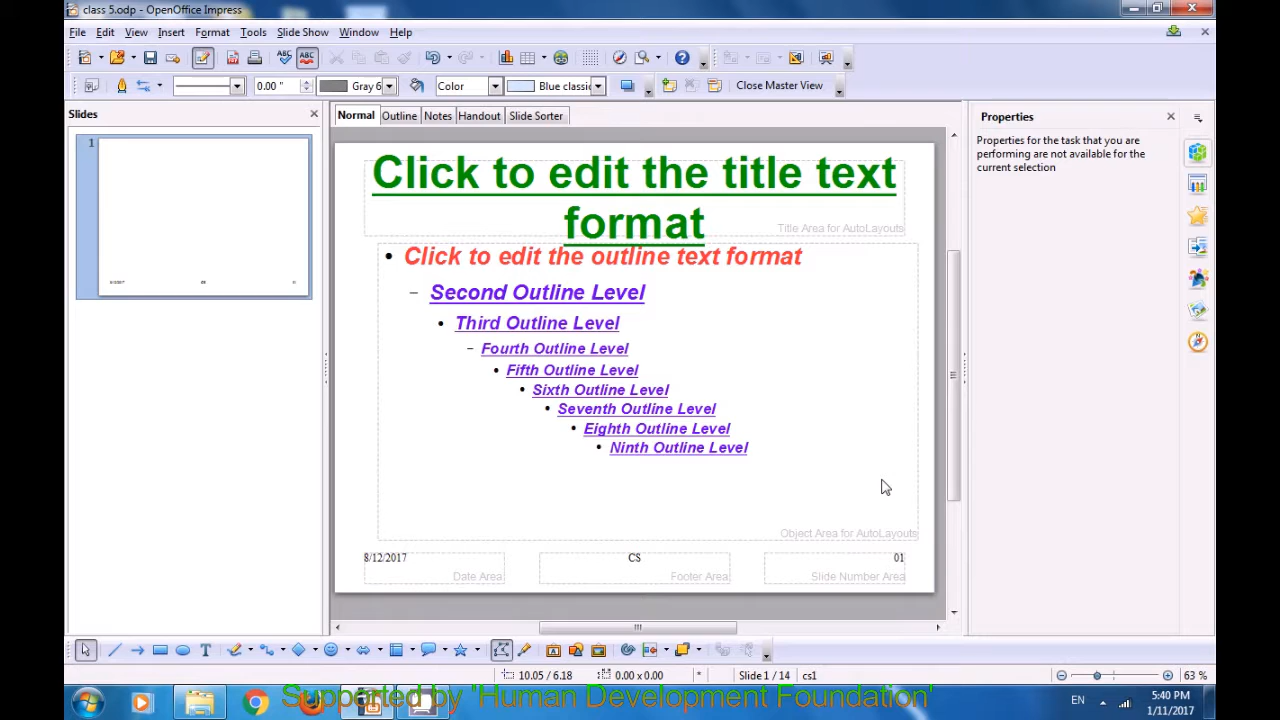 class 5.odp - OpenOffice Impress
File Edit View Insert Format Tools Slide Show Window Help
0.00 " Gray 6 Color Blue classic Close Master View
Slides
Normal Outline Notes Handout Slide Sorter
Properties
Properties for the task that you are
performing are not available for the
current selection
1
Click to edit the title text
format
Title Area for AutoLayouts
• Click to edit the outline text format
– Second Outline Level
• Third Outline Level
– Fourth Outline Level
• Fifth Outline Level
• Sixth Outline Level
• Seventh Outline Level
• Eighth Outline Level
• Ninth Outline Level
Object Area for AutoLayouts
8/12/2017 CS 01
Date Area Footer Area Slide Number Area
10.05 / 6.18 0.00 x 0.00 * Slide 1 / 14 cs1 63 %
Supported by 'Human Development Foundation'
EN 5:40 PM
1/11/2017